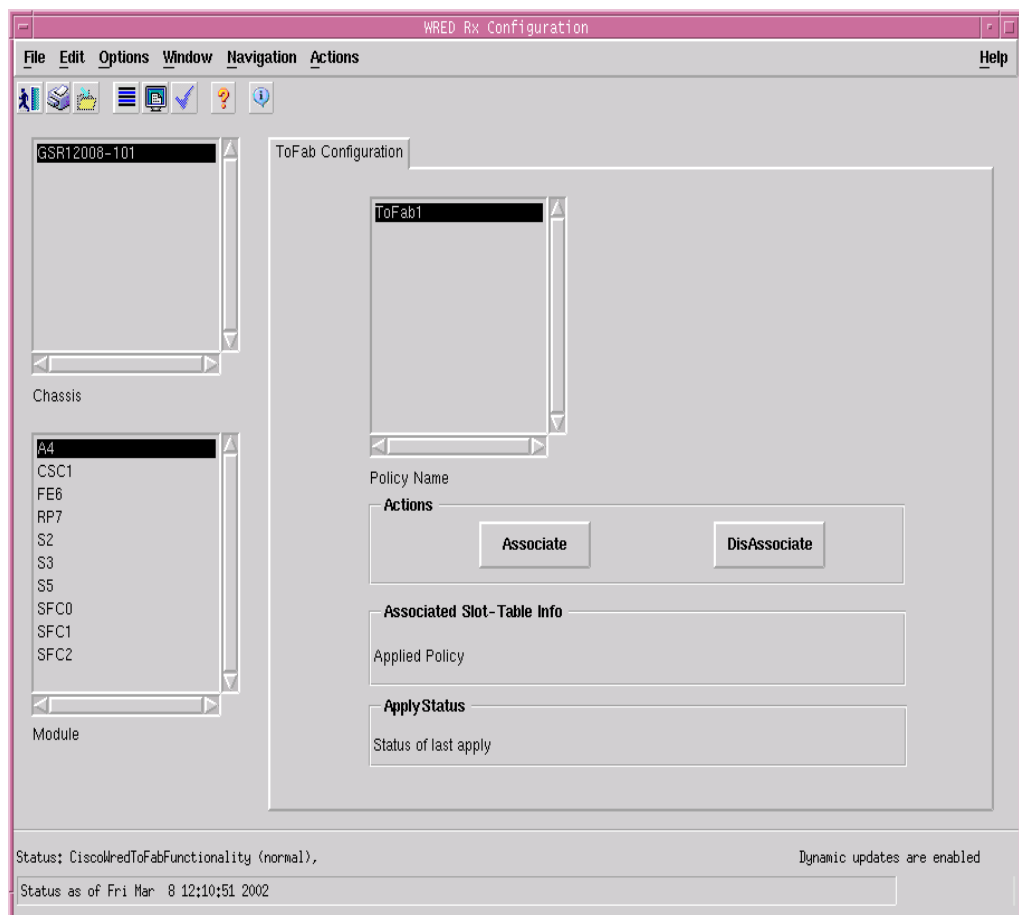 WRED Rx Configuration
File Edit Options Window Navigation Actions Help
GSR12008-101
Chassis
A4
CSC1
FE6
RP7
S2
S3
S5
SFC0
SFC1
SFC2
Module
ToFab Configuration
ToFab1
Policy Name
Actions
Associate DisAssociate
Associated Slot-Table Info
Applied Policy
Apply Status
Status of last apply
Status: CiscoWredToFabFunctionality (normal), Dynamic updates are enabled
Status as of Fri Mar 8 12:10:51 2002